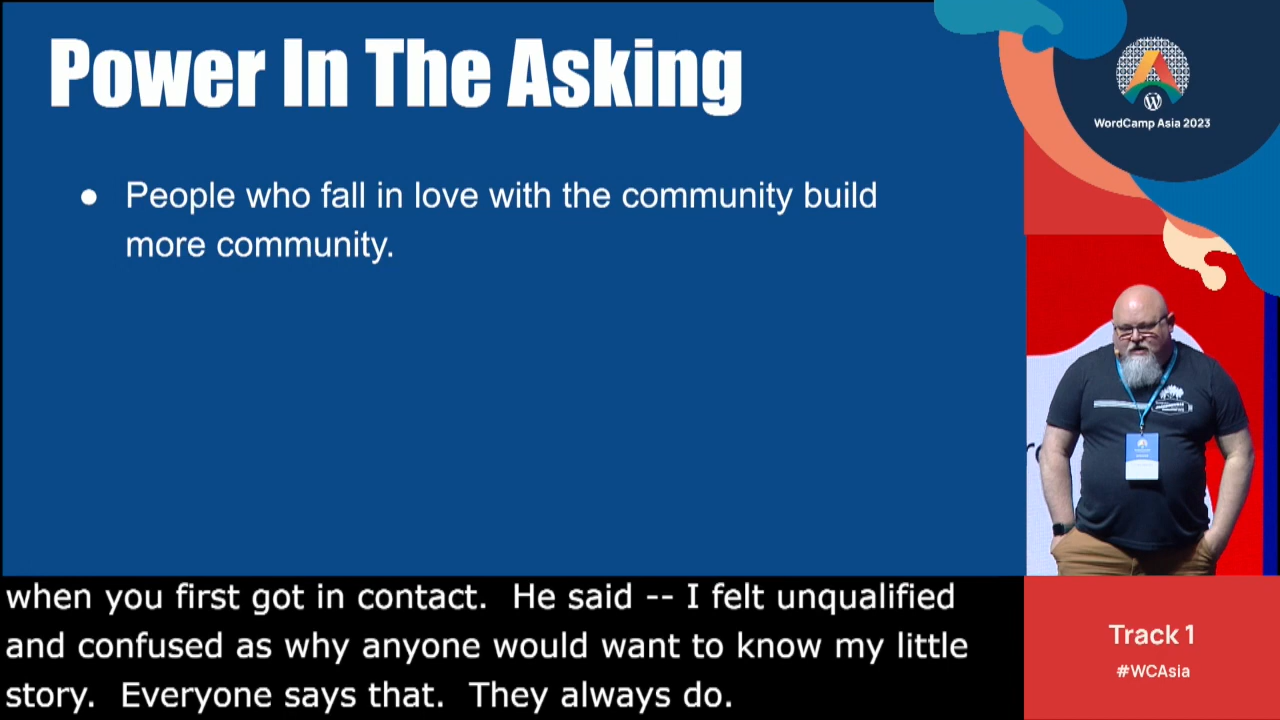 Power In The Asking
● People who fall in love with the community build
more community.
WordCamp Asia 2023
when you first got in contact.  He said -- I felt unqualified
and confused as why anyone would want to know my little
story.  Everyone says that.  They always do.
Track 1
#WCAsia